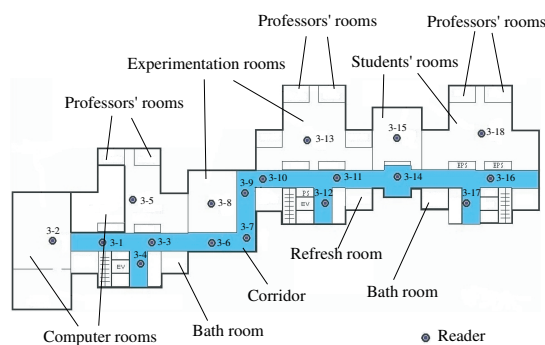 Professors' rooms
Professors' rooms
Experimentation rooms
Students' rooms
Professors' rooms
3-15
3-18
3-13
3-10
3-11
3-14
EPS
EPS
3-16
3-9
3-5
3-8
PS
EV
3-12
3-17
3-2
3-1
3-3
3-6
3-7
EV
3-4
Refresh room
Corridor
Bath room
Bath room
Computer rooms
Reader